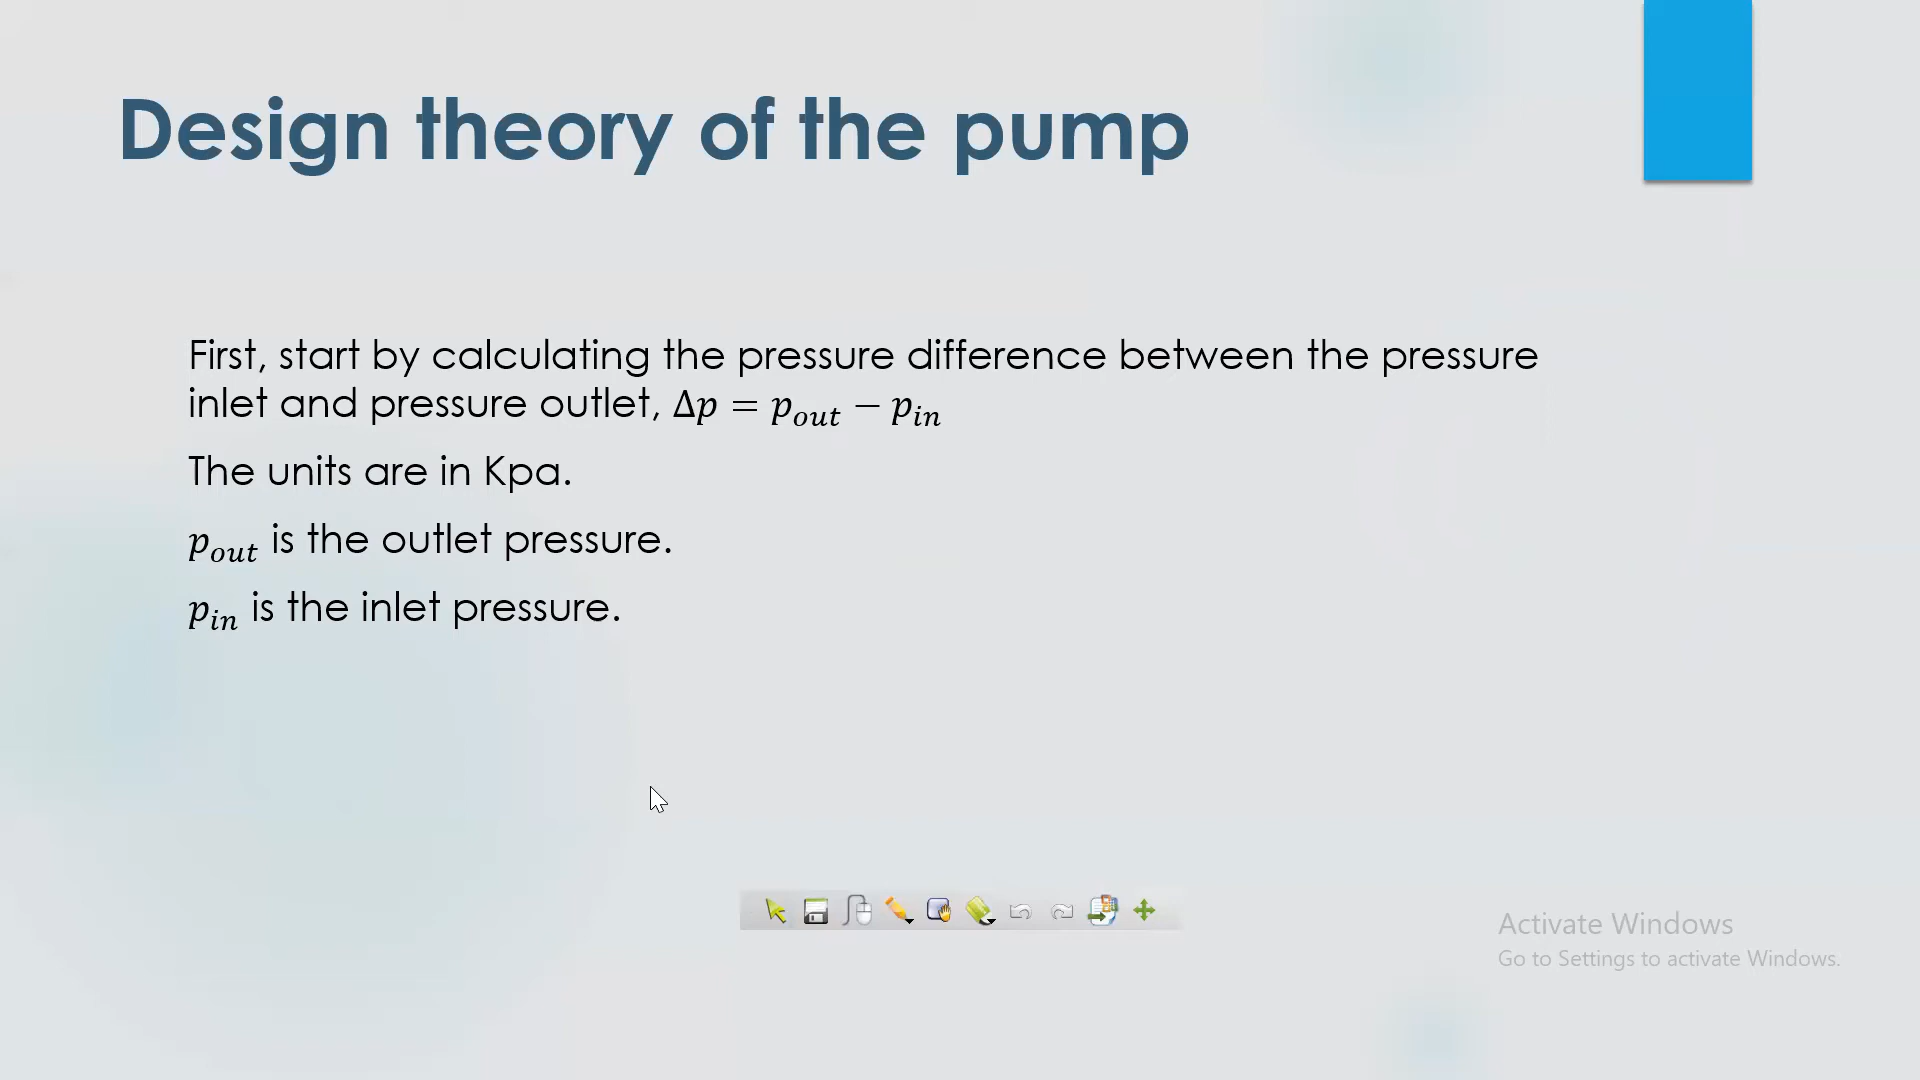 Design theory of the pump
First, start by calculating the pressure difference between the pressure
inlet and pressure outlet, Δp = p_out − p_in
The units are in Kpa.
p_out is the outlet pressure.
p_in is the inlet pressure.
Activate Windows
Go to Settings to activate Windows.